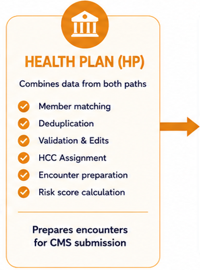 HEALTH PLAN (HP)
Combines data from both paths
Member matching
Deduplication
Validation & Edits
HCC Assignment
Encounter preparation
Risk score calculation
Prepares encounters
for CMS submission